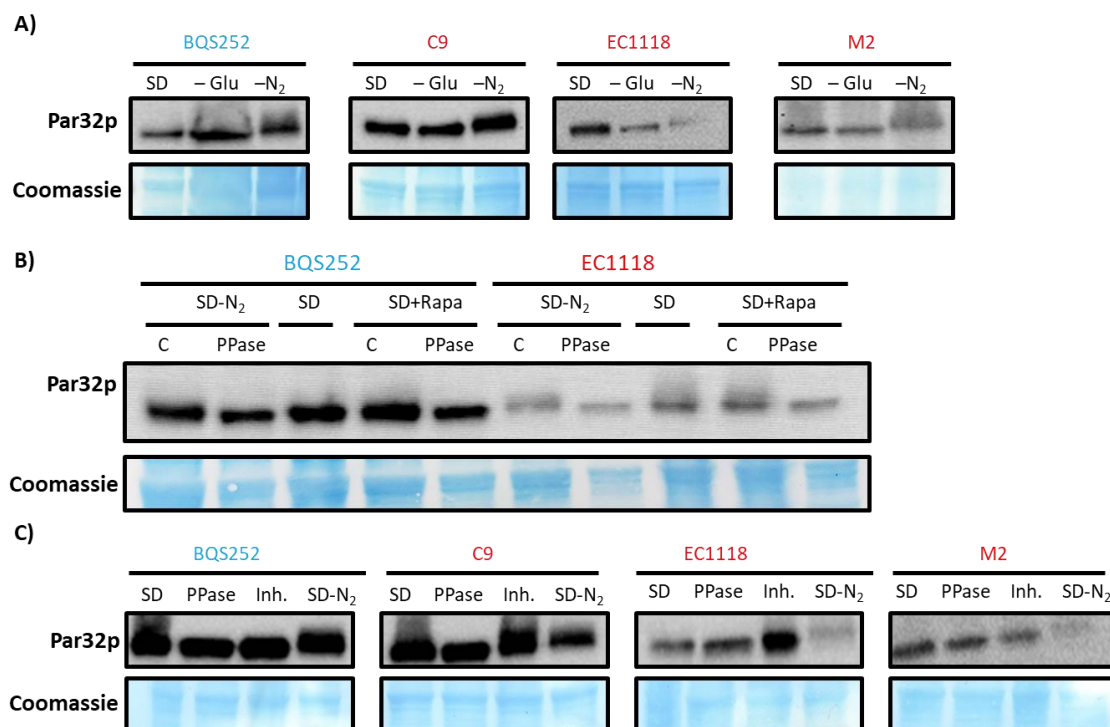 A)
BQS252 C9 EC1118 M2
SD – Glu –N₂ SD – Glu –N₂ SD – Glu –N₂ SD – Glu –N₂
Par32p
Coomassie
B)
BQS252 EC1118
SD-N₂ SD SD+Rapa SD-N₂ SD SD+Rapa
C PPase C PPase C PPase C PPase
Par32p
Coomassie
C)
BQS252 C9 EC1118 M2
SD PPase Inh. SD-N₂ SD PPase Inh. SD-N₂ SD PPase Inh. SD-N₂ SD PPase Inh. SD-N₂
Par32p
Coomassie